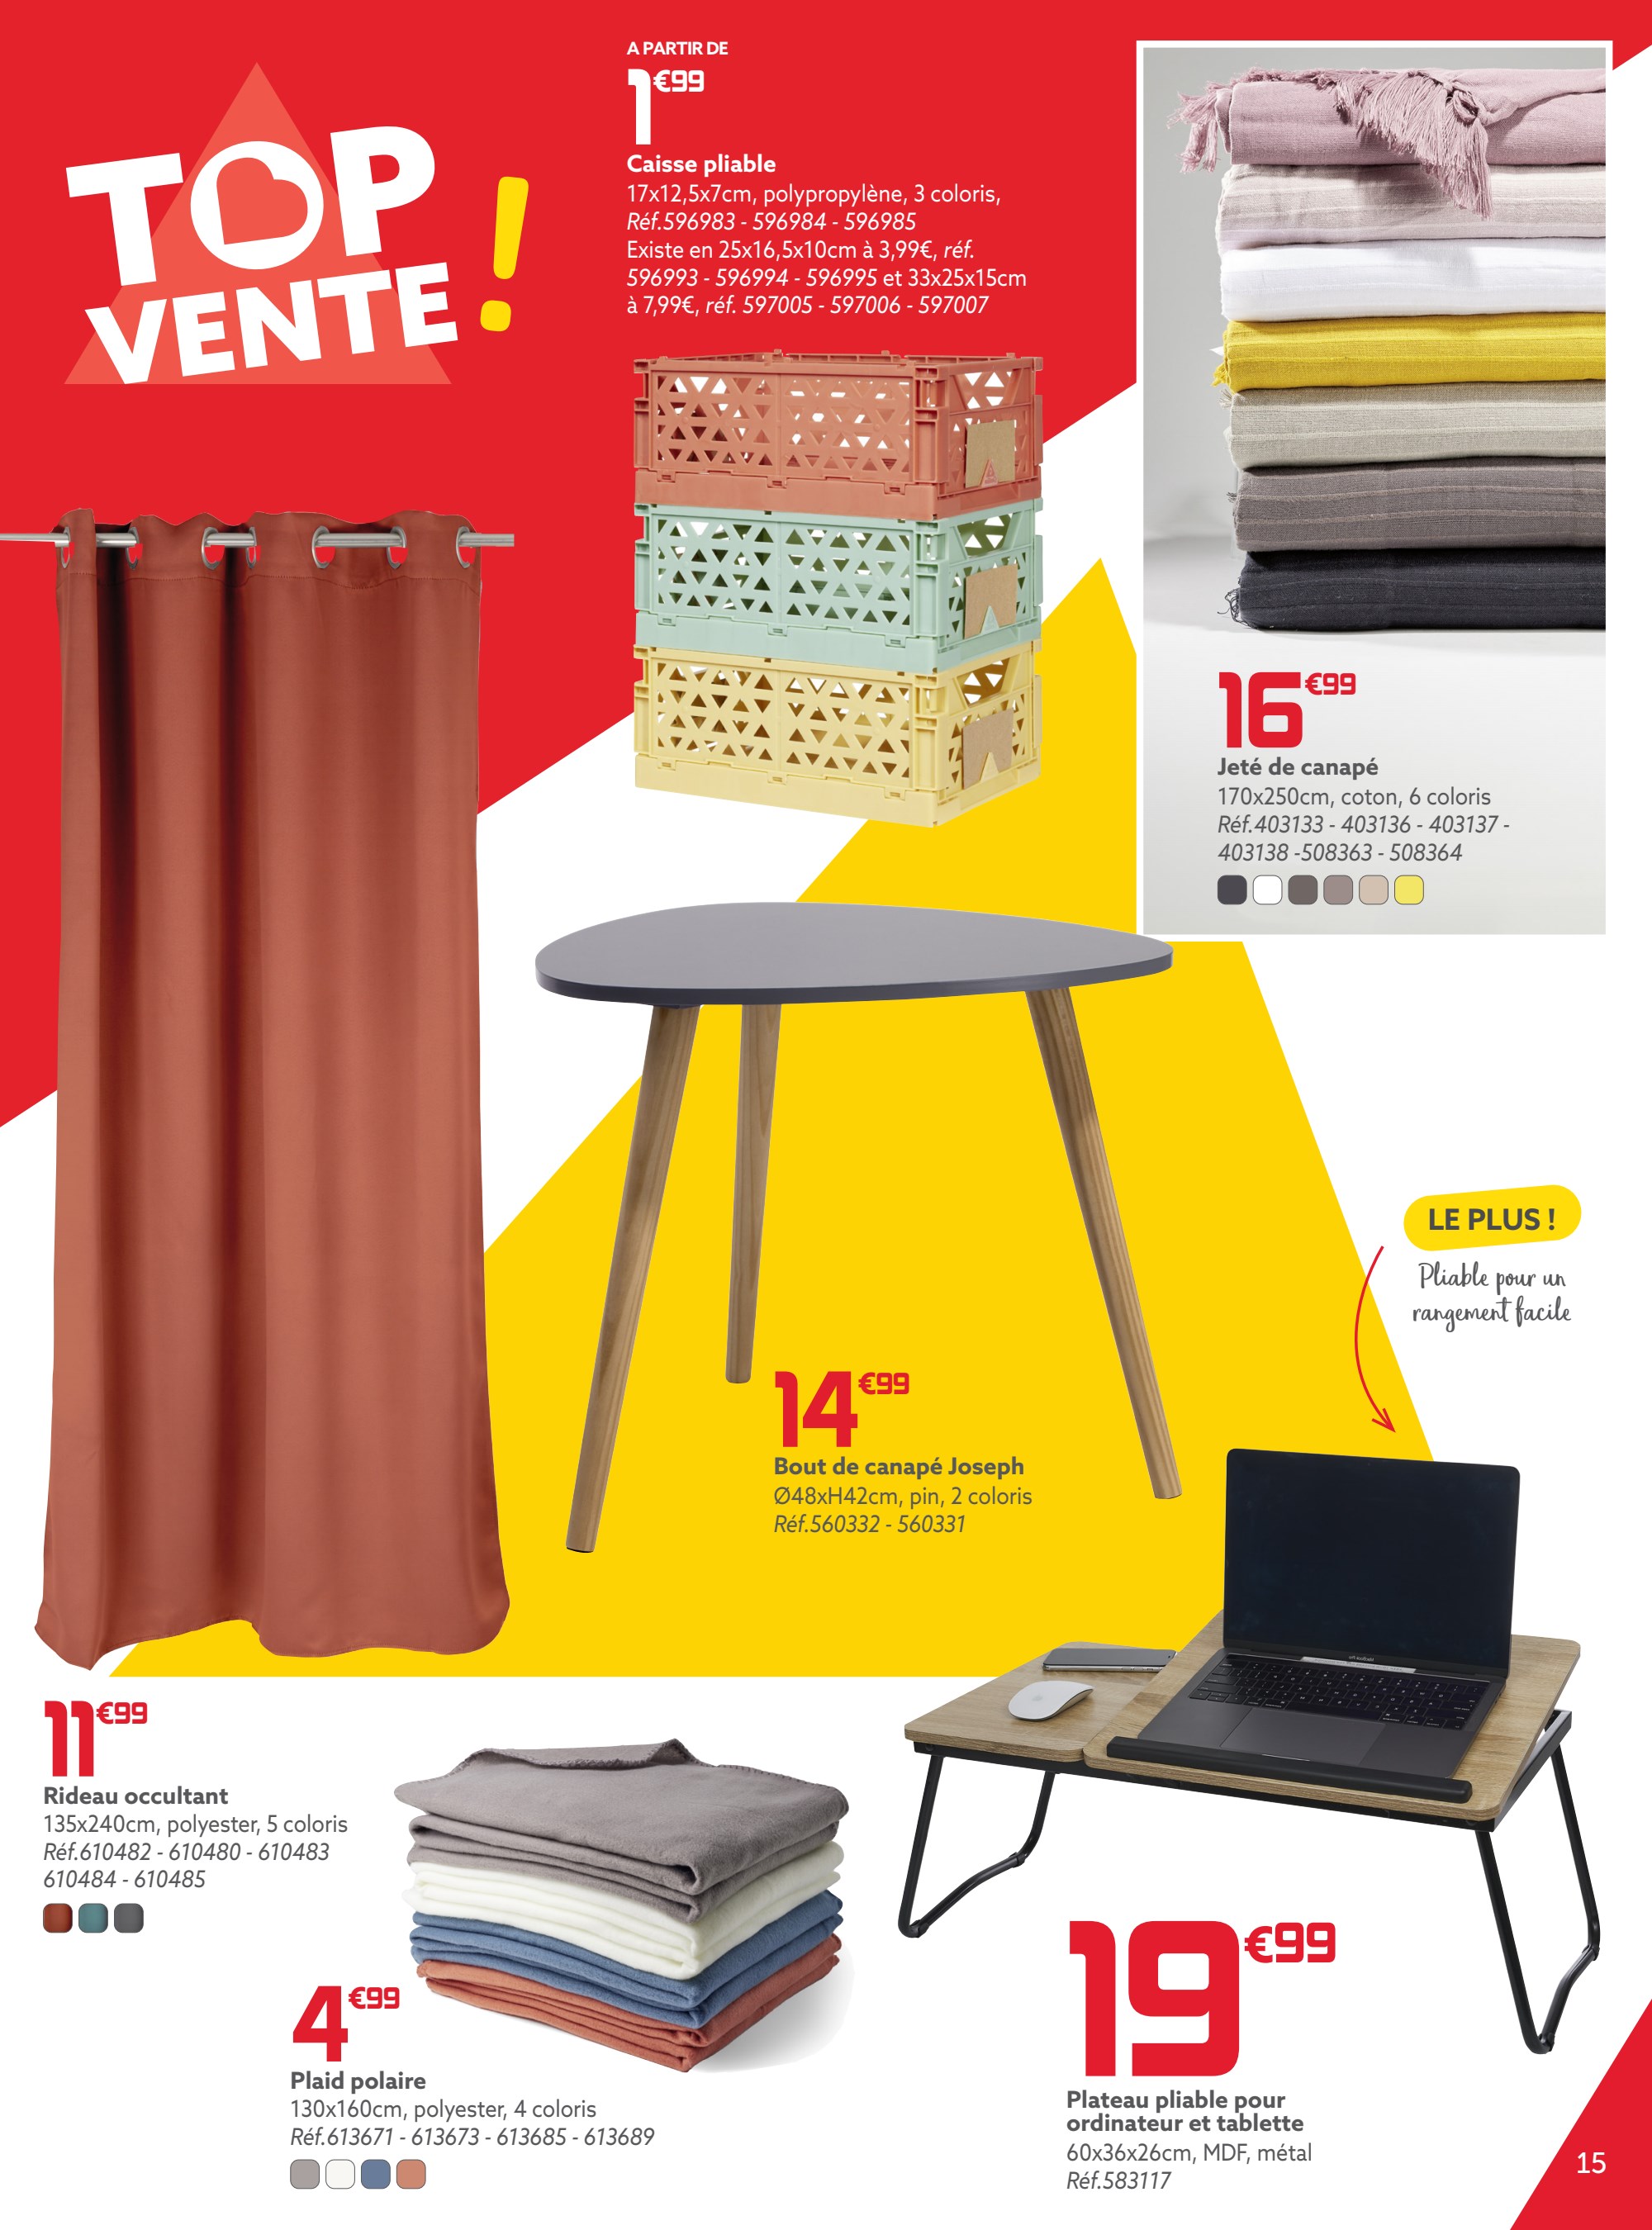 TOP
VENTE !
A PARTIR DE
1€99
Caisse pliable
17x12,5x7cm, polypropylène, 3 coloris,
Réf.596983 - 596984 - 596985
Existe en 25x16,5x10cm à 3,99€, réf.
596993 - 596994 - 596995 et 33x25x15cm
à 7,99€, réf. 597005 - 597006 - 597007
16€99
Jeté de canapé
170x250cm, coton, 6 coloris
Réf.403133 - 403136 - 403137 -
403138 -508363 - 508364
LE PLUS !
Pliable pour un
rangement facile
14€99
Bout de canapé Joseph
Ø48xH42cm, pin, 2 coloris
Réf.560332 - 560331
11€99
Rideau occultant
135x240cm, polyester, 5 coloris
Réf.610482 - 610480 - 610483
610484 - 610485
4€99
Plaid polaire
130x160cm, polyester, 4 coloris
Réf.613671 - 613673 - 613685 - 613689
19€99
Plateau pliable pour
ordinateur et tablette
60x36x26cm, MDF, métal
Réf.583117
15